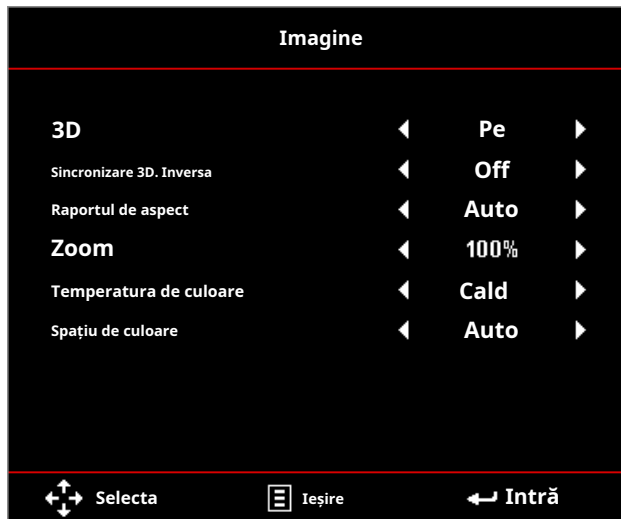 Imagine
3D Pe
Sincronizare 3D. Inversa Off
Raportul de aspect Auto
Zoom 100%
Temperatura de culoare Cald
Spațiu de culoare Auto
Selecta Ieșire Intră